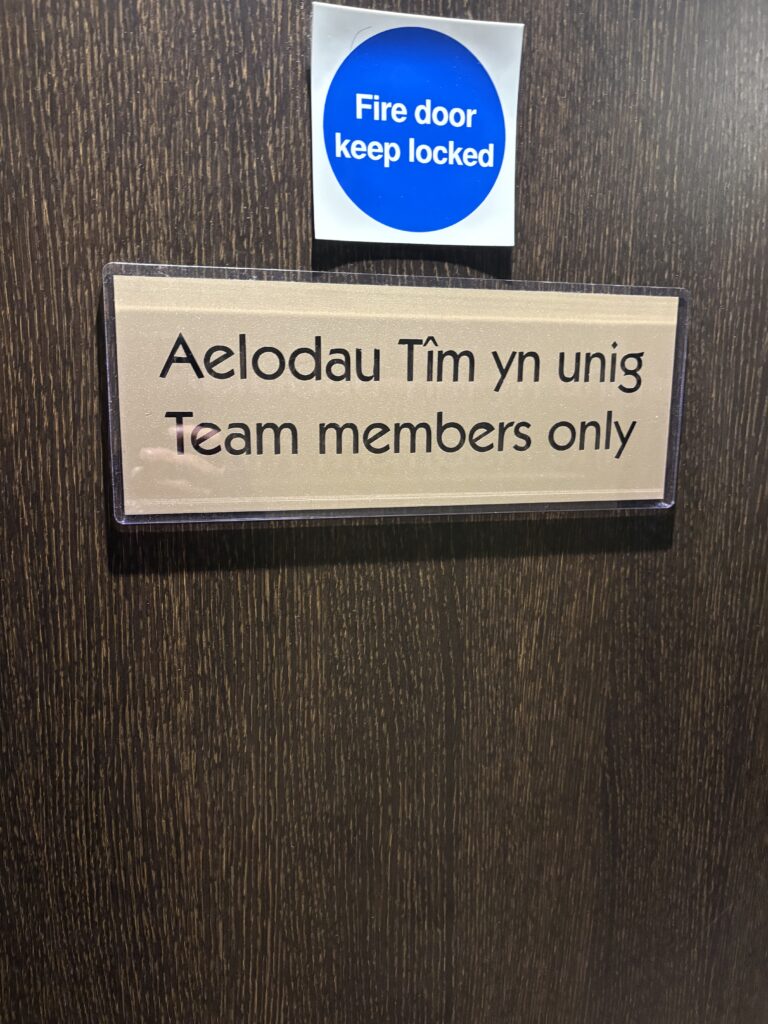 Fire door
keep locked
Aelodau Tîm yn unig
Team members only